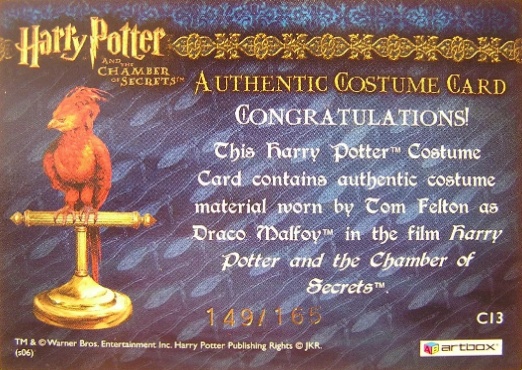 Harry Potter
AND THE
CHAMBER
OF SECRETS™
AUTHENTIC COSTUME CARD
CONGRATULATIONS!
This Harry Potter™ Costume
Card contains authentic costume
material worn by Tom Felton as
Draco Malfoy™ in the film Harry
Potter and the Chamber of
Secrets™.
149/165
C13
TM & © Warner Bros. Entertainment Inc. Harry Potter Publishing Rights © JKR.
(s06)
artbox